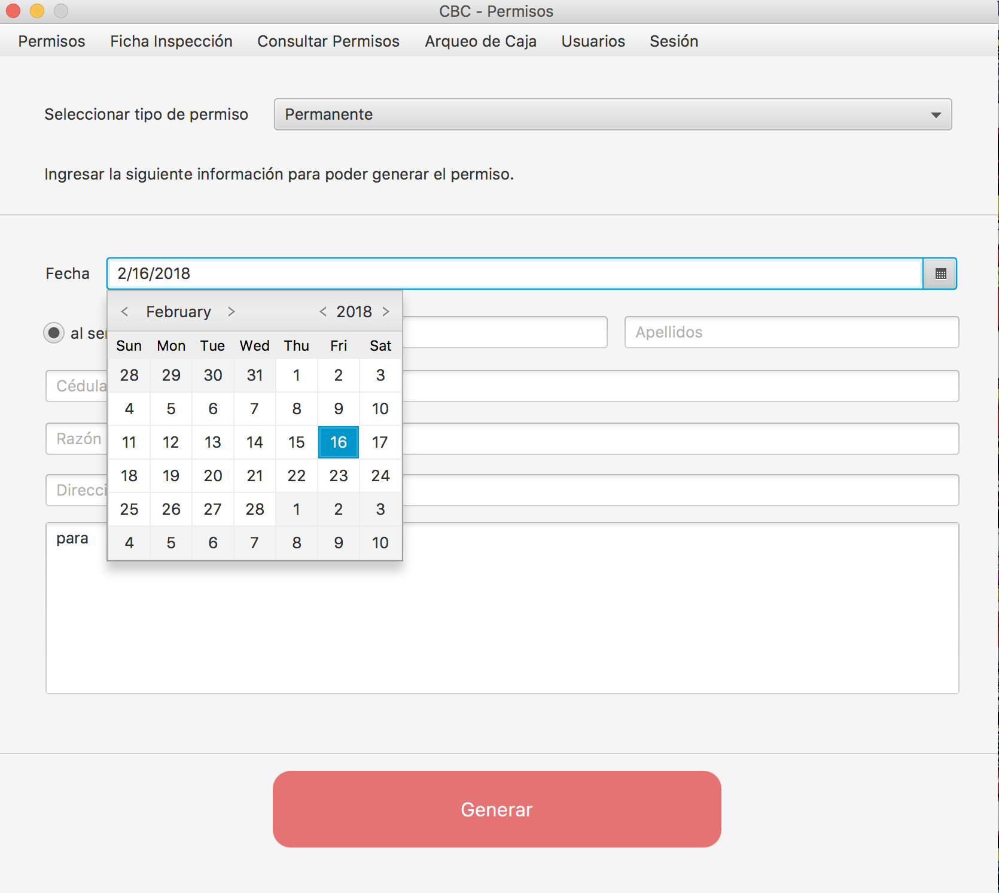 CBC - Permisos
Permisos Ficha Inspección Consultar Permisos Arqueo de Caja Usuarios Sesión
Seleccionar tipo de permiso Permanente
Ingresar la siguiente información para poder generar el permiso.
Fecha 2/16/2018
< February > < 2018 >
al se Apellidos
Sun Mon Tue Wed Thu Fri Sat
28 29 30 31 1 2 3
Cédula
4 5 6 7 8 9 10
Razón
11 12 13 14 15 16 17
18 19 20 21 22 23 24
Direcci
25 26 27 28 1 2 3
para
4 5 6 7 8 9 10
Generar